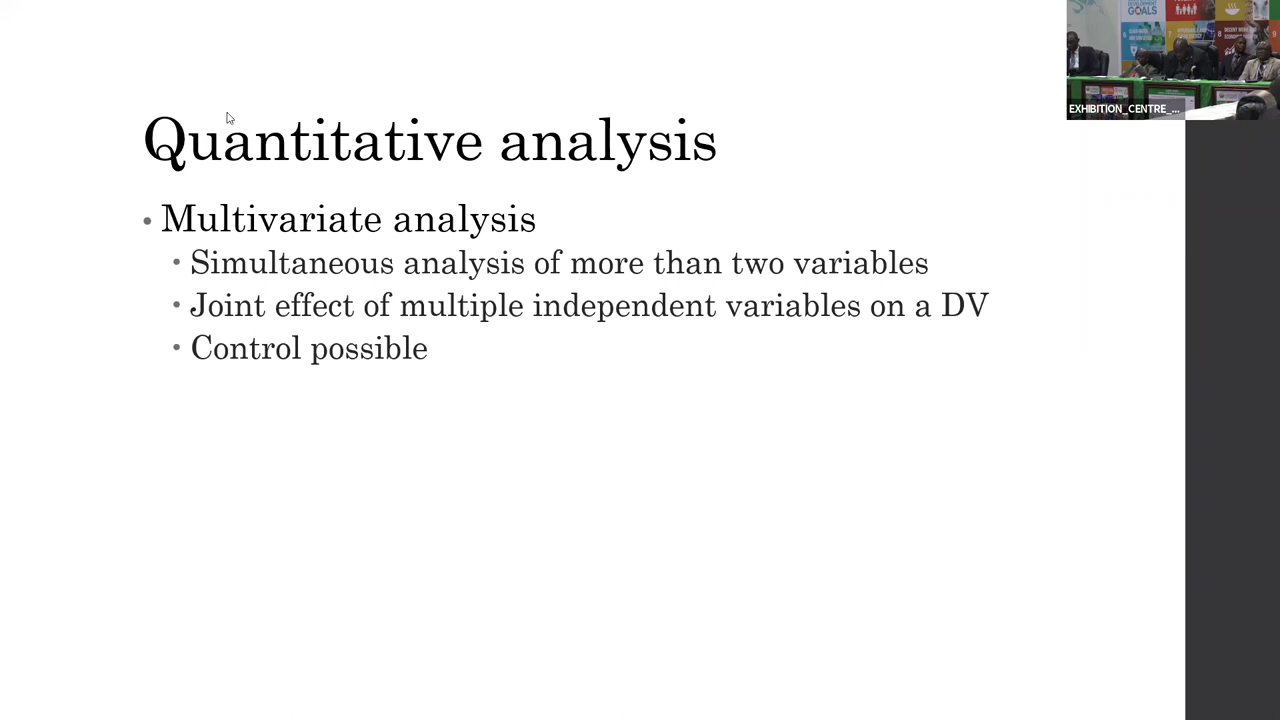 Quantitative analysis
• Multivariate analysis
• Simultaneous analysis of more than two variables
• Joint effect of multiple independent variables on a DV
• Control possible
GOALS
EXHIBITION_CENTRE_...